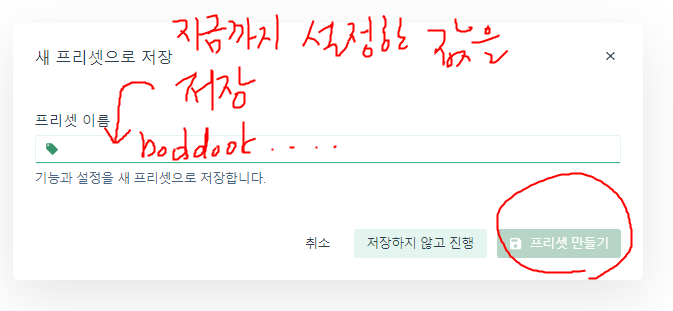 지금까지 설정한 값을
새 프리셋으로 저장
저장
프리셋 이름
boddook ....
기능과 설정을 새 프리셋으로 저장합니다.
취소
저장하지 않고 진행
프리셋 만들기